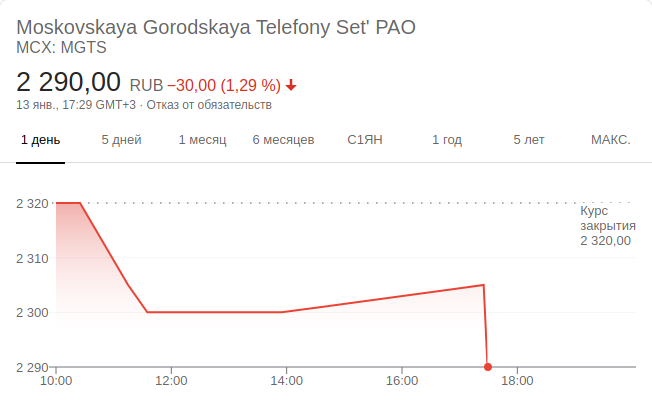 Moskovskaya Gorodskaya Telefony Set' PAO
MCX: MGTS
2 290,00 RUB −30,00 (1,29 %)
13 янв., 17:29 GMT+3 · Отказ от обязательств
1 день 5 дней 1 месяц 6 месяцев С1ЯН 1 год 5 лет МАКС.
2 320
Курс
закрытия
2 320,00
2 310
2 300
2 290
10:00 12:00 14:00 16:00 18:00